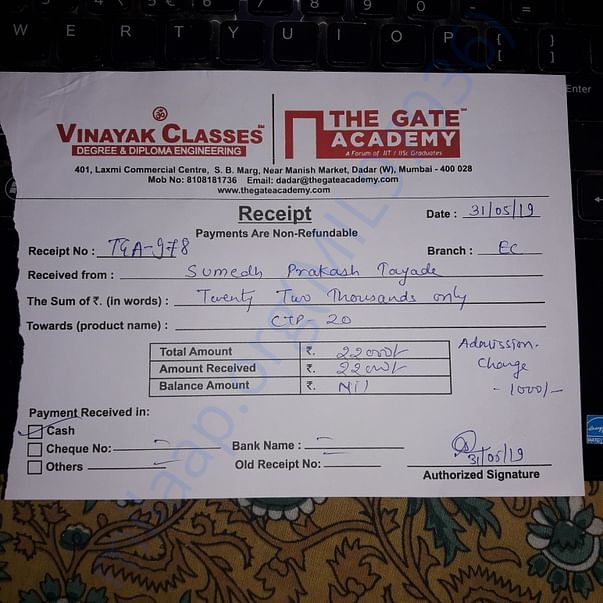 W E R T Y U I O P { [ } ]
Enter
VINAYAK CLASSES
DEGREE & DIPLOMA ENGINEERING
THE GATE ACADEMY
A Forum of IIT / IISc Graduates
401, Laxmi Commercial Centre, S. B. Marg, Near Manish Market, Dadar (W), Mumbai - 400 028
Mob No: 8108181736 Email: dadar@thegateacademy.com
www.thegateacademy.com
Receipt
Date : 31/05/19
Payments Are Non-Refundable
Receipt No : TGA-978
Branch : EC
Received from : Sumedh Prakash Tayade
The Sum of ₹. (in words) : Twenty Two Thousands only
Towards (product name) : CTP-20
Total Amount ₹. 22000/-
Amount Received ₹. 22000/-
Balance Amount ₹. Nil
Admission
Charge
- 1000/-
Payment Received in:
Cash
Cheque No:
Bank Name :
Others
Old Receipt No:
31/05/19
Authorized Signature